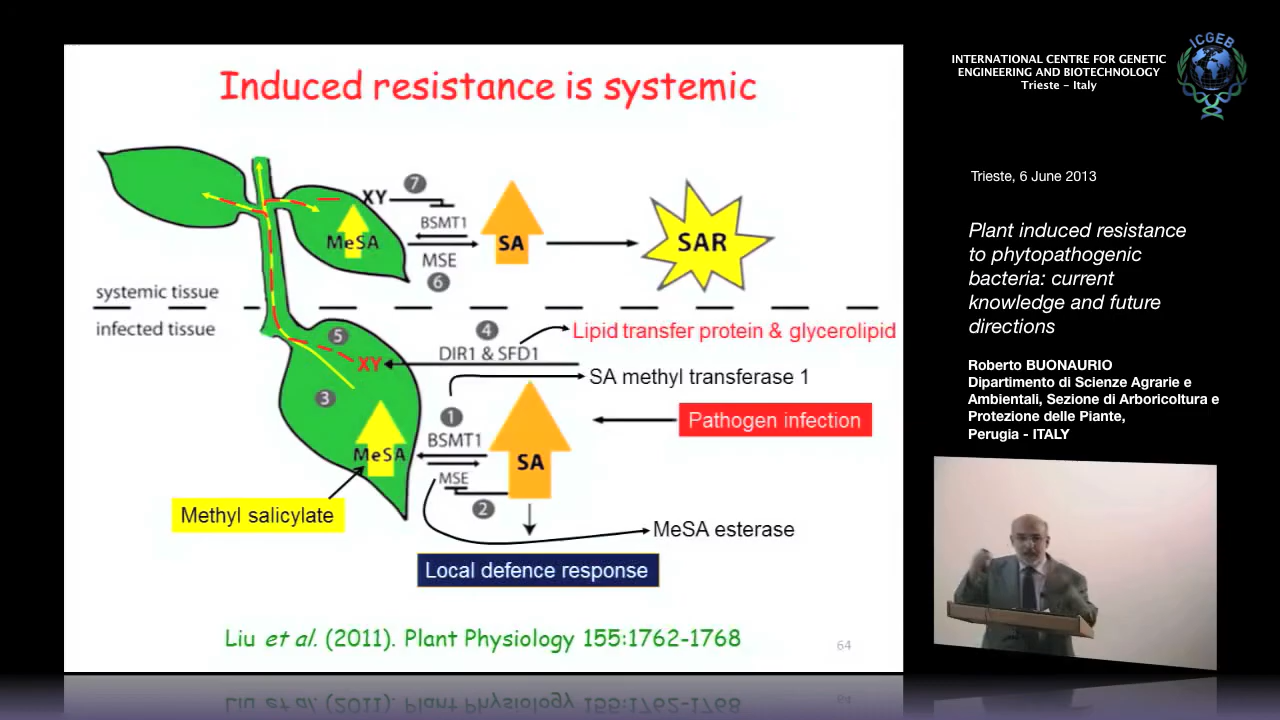 Induced resistance is systemic
XY
7
BSMT1
MeSA
SA
SAR
MSE
6
systemic tissue
infected tissue
5
4
Lipid transfer protein & glycerolipid
DIR1 & SFD1
XY
SA methyl transferase 1
3
1
Pathogen infection
BSMT1
MeSA
SA
MSE
2
Methyl salicylate
MeSA esterase
Local defence response
Liu et al. (2011). Plant Physiology 155:1762-1768
64
INTERNATIONAL CENTRE FOR GENETIC
ENGINEERING AND BIOTECHNOLOGY
Trieste - Italy
ICGEB
Trieste, 6 June 2013
Plant induced resistance
to phytopathogenic
bacteria: current
knowledge and future
directions
Roberto BUONAURIO
Dipartimento di Scienze Agrarie e
Ambientali, Sezione di Arboricoltura e
Protezione delle Piante,
Perugia - ITALY